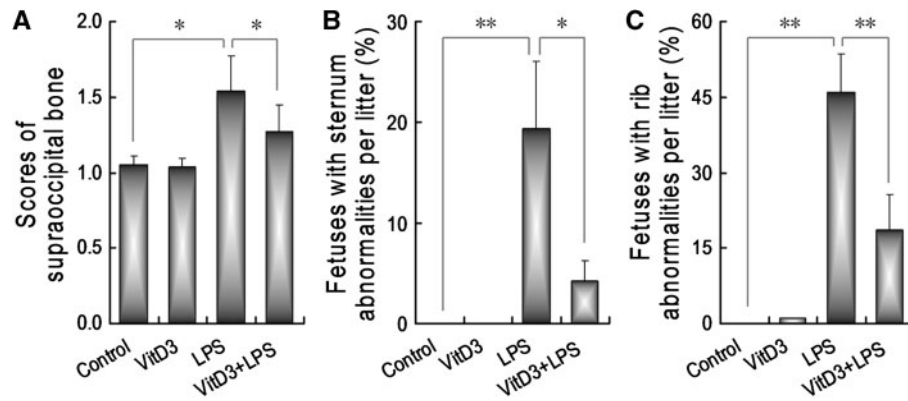 A
Scores of
supraoccipital bone
2.0
1.5
1.0
0.5
0.0
* *
Control
VitD3
LPS
VitD3+LPS
B
Fetuses with sternum
abnormalities per litter (%)
30
20
10
0
** *
Control
VitD3
LPS
VitD3+LPS
C
Fetuses with rib
abnormalities per litter (%)
60
45
30
15
0
** **
Control
VitD3
LPS
VitD3+LPS